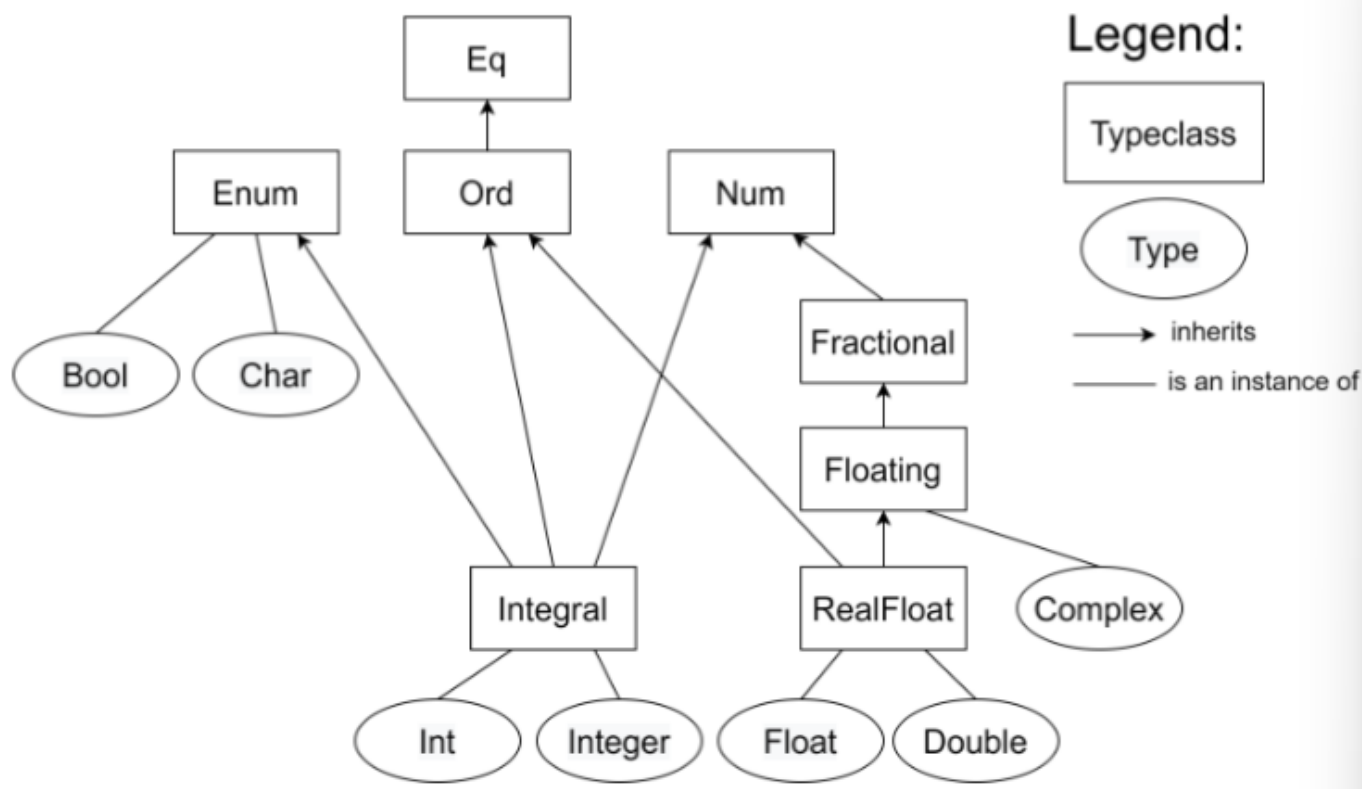 Legend:
Eq
Typeclass
Enum
Ord
Num
Type
Fractional
inherits
Bool
Char
is an instance of
Floating
Integral
RealFloat
Complex
Int
Integer
Float
Double